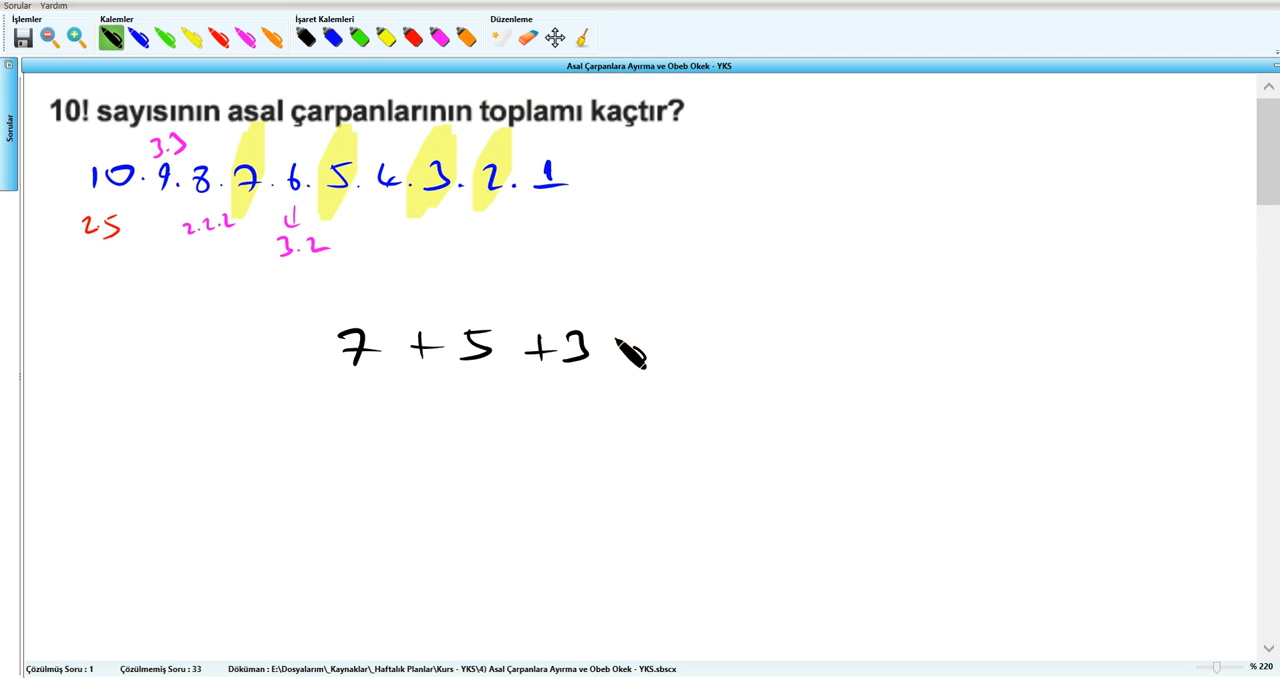 Sorular Yardım
İşlemler Kalemler İşaret Kalemleri Düzenleme
Asal Çarpanlara Ayırma ve Obeb Okek - YKS
Sorular
10! sayısının asal çarpanlarının toplamı kaçtır?
3.3
10.9.8.7.6.5.4.3.2.1
2.5 2.2.2 3.2
7 + 5 + 3
Çözülmüş Soru : 1 Çözülmemiş Soru : 33 Döküman : E:\Dosyalarım\_Kaynaklar\_Haftalık Planlar\Kurs - YKS\4) Asal Çarpanlara Ayırma ve Obeb Okek - YKS.sbscx % 220